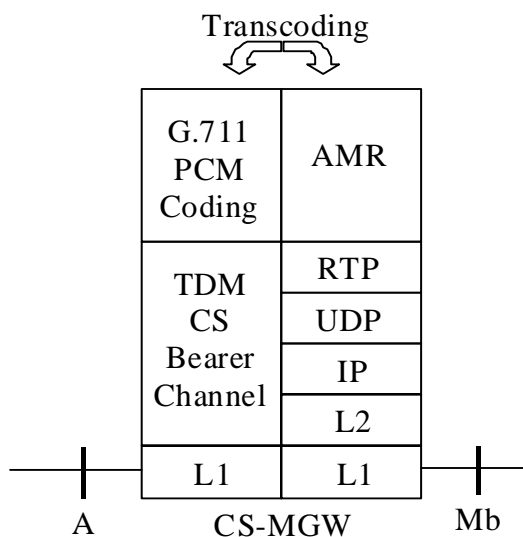 Transcoding
G.711
PCM
Coding
AMR
TDM
CS
Bearer
Channel
RTP
UDP
IP
L2
L1
L1
A
CS-MGW
Mb